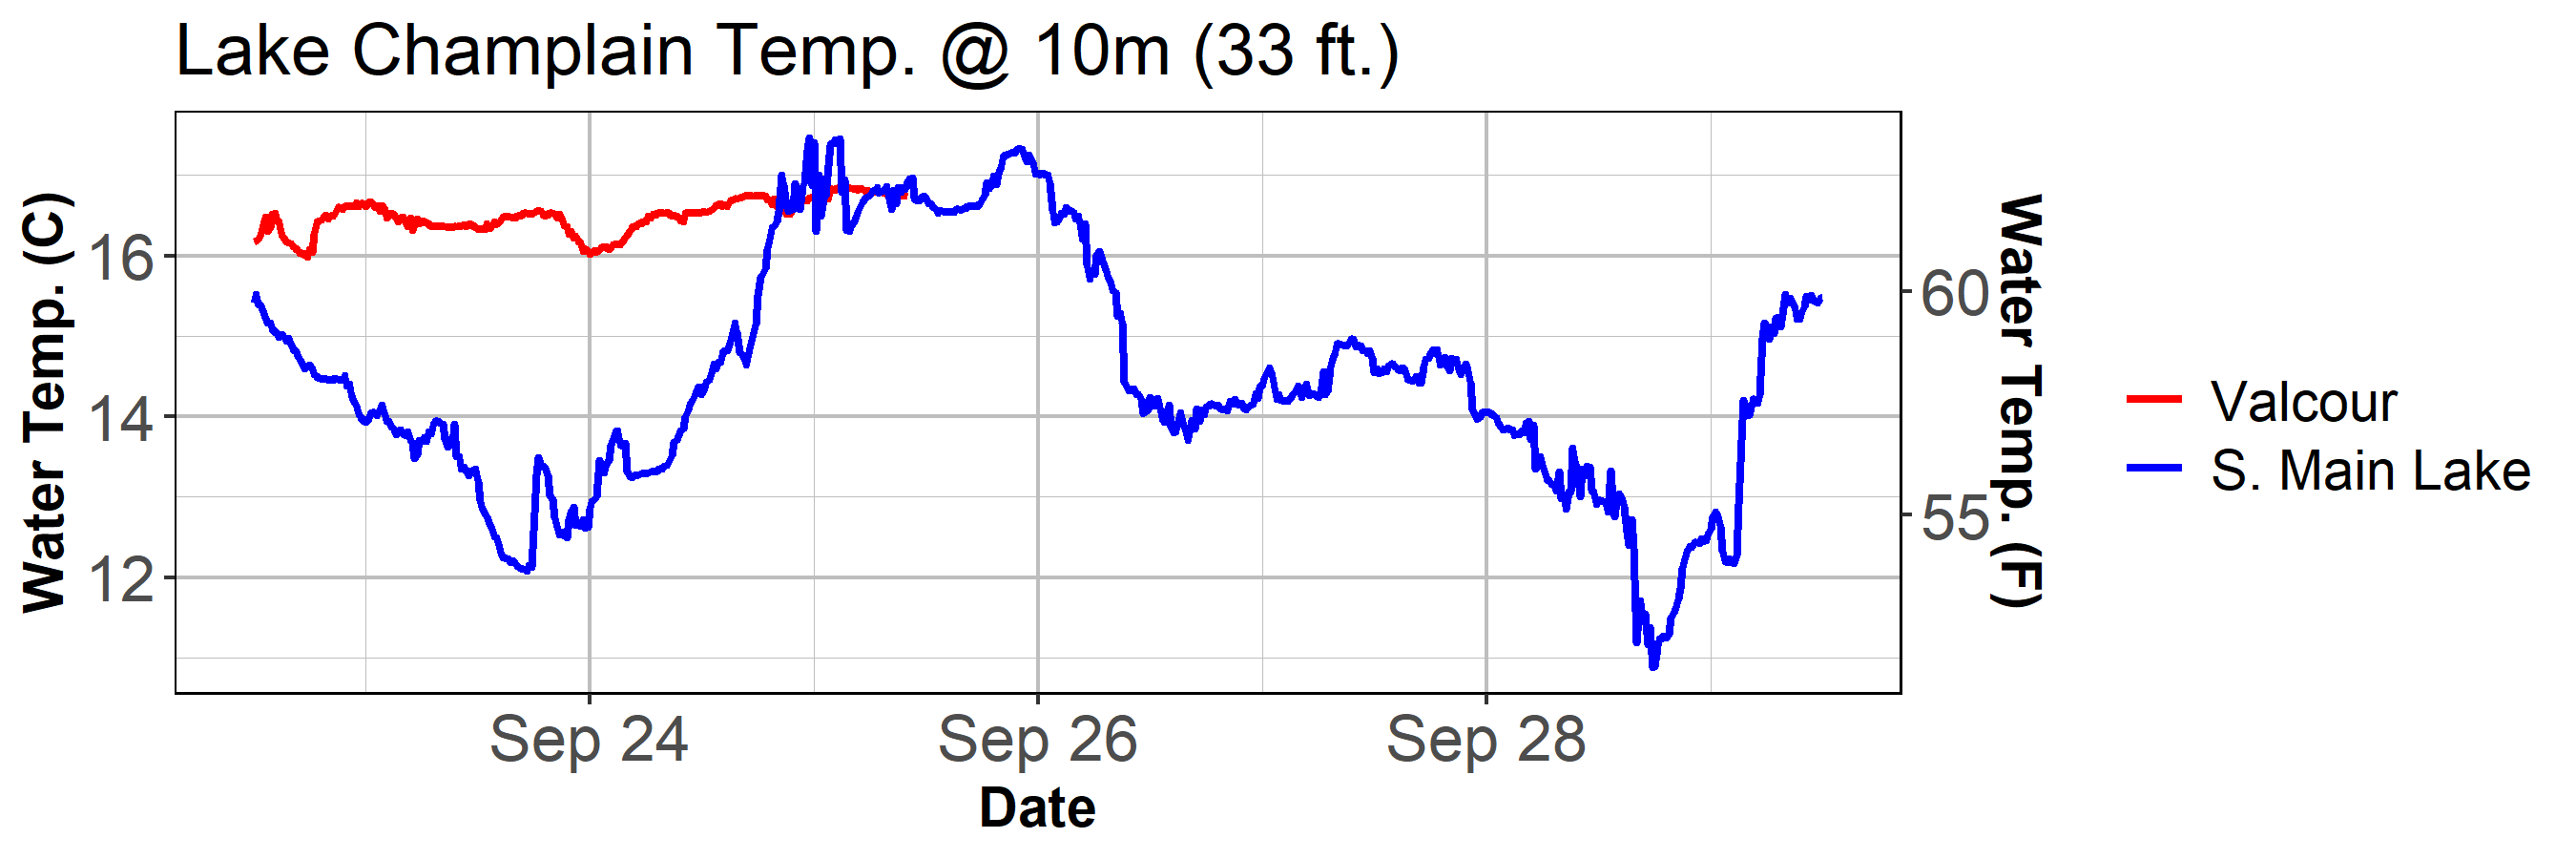 Lake Champlain Temp. @ 10m (33 ft.)
Water Temp. (C)
16
14
12
60
55
Water Temp. (F)
Sep 24
Sep 26
Sep 28
Date
Valcour
S. Main Lake